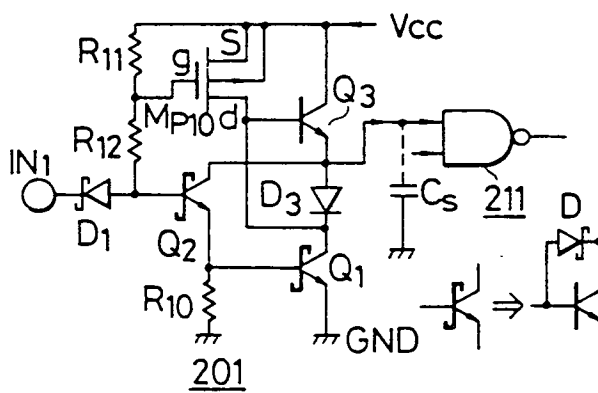 Vcc
R11
S
g
Q3
MP10
d
R12
IN1
D1
D3
Cs
211
D
Q2
Q1
R10
GND
201